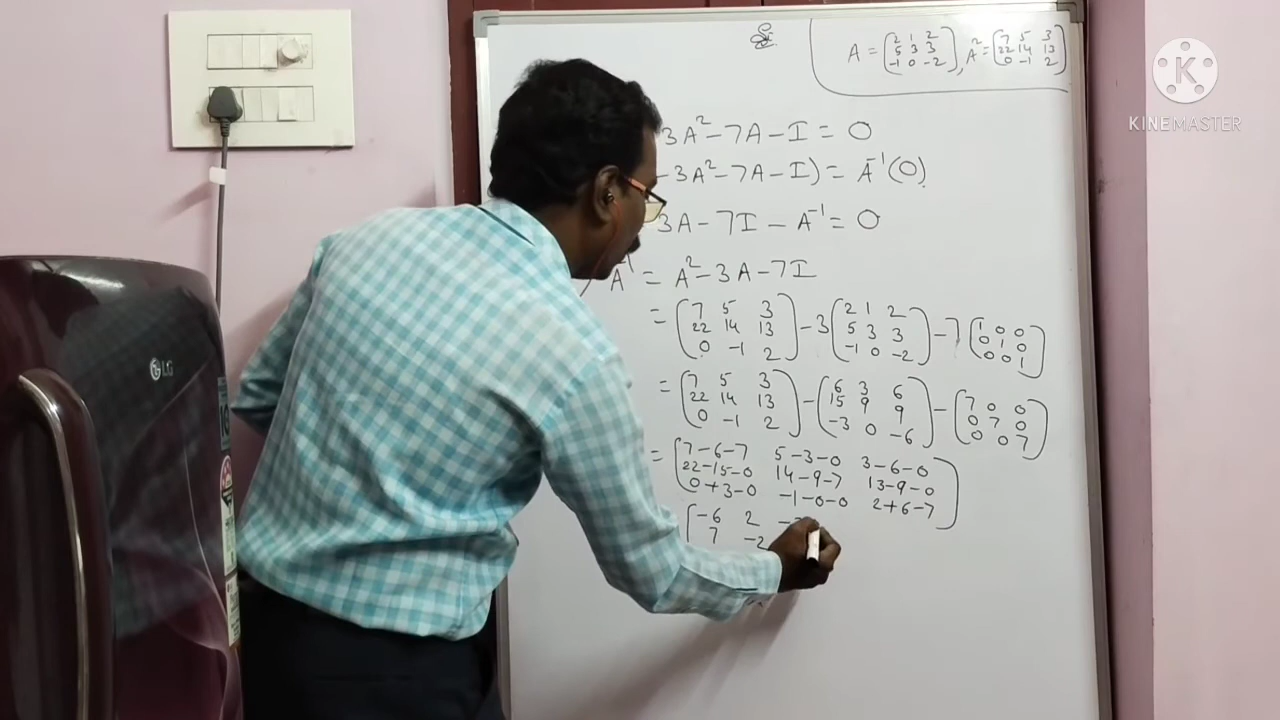 A = (2 1 2
5 3 3
-1 0 -2), A² = (7 5 3
22 14 13
0 -1 2)
KINEMASTER
3A² - 7A - I = 0
- 3A² - 7A - I) = A⁻¹(0)
3A - 7I - A⁻¹ = 0
A⁻¹ = A² - 3A - 7I
= (7 5 3
22 14 13
0 -1 2) - 3 (2 1 2
5 3 3
-1 0 -2) - 7 (1 0 0
0 1 0
0 0 1)
= (7 5 3
22 14 13
0 -1 2) - (6 3 6
15 9 9
-3 0 -6) - (7 0 0
0 7 0
0 0 7)
= (7-6-7 5-3-0 3-6-0
22-15-0 14-9-7 13-9-0
0+3-0 -1-0-0 2+6-7)
(-6 2
7 -2
LG